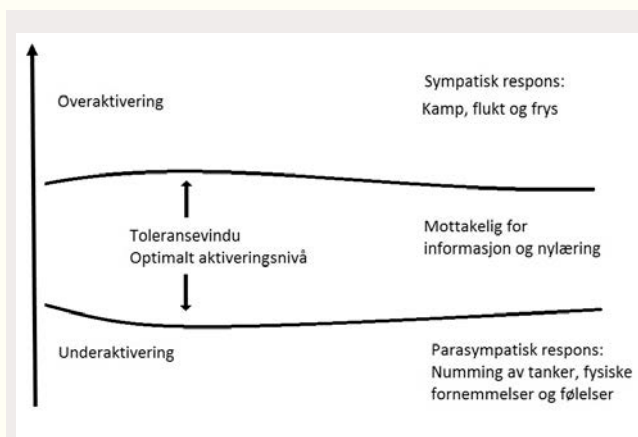 Overaktivering
Sympatisk respons:
Kamp, flukt og frys
Toleransevindu
Optimalt aktiveringsnivå
Mottakelig for
informasjon og nylæring
Underaktivering
Parasympatisk respons:
Numming av tanker, fysiske
fornemmelser og følelser